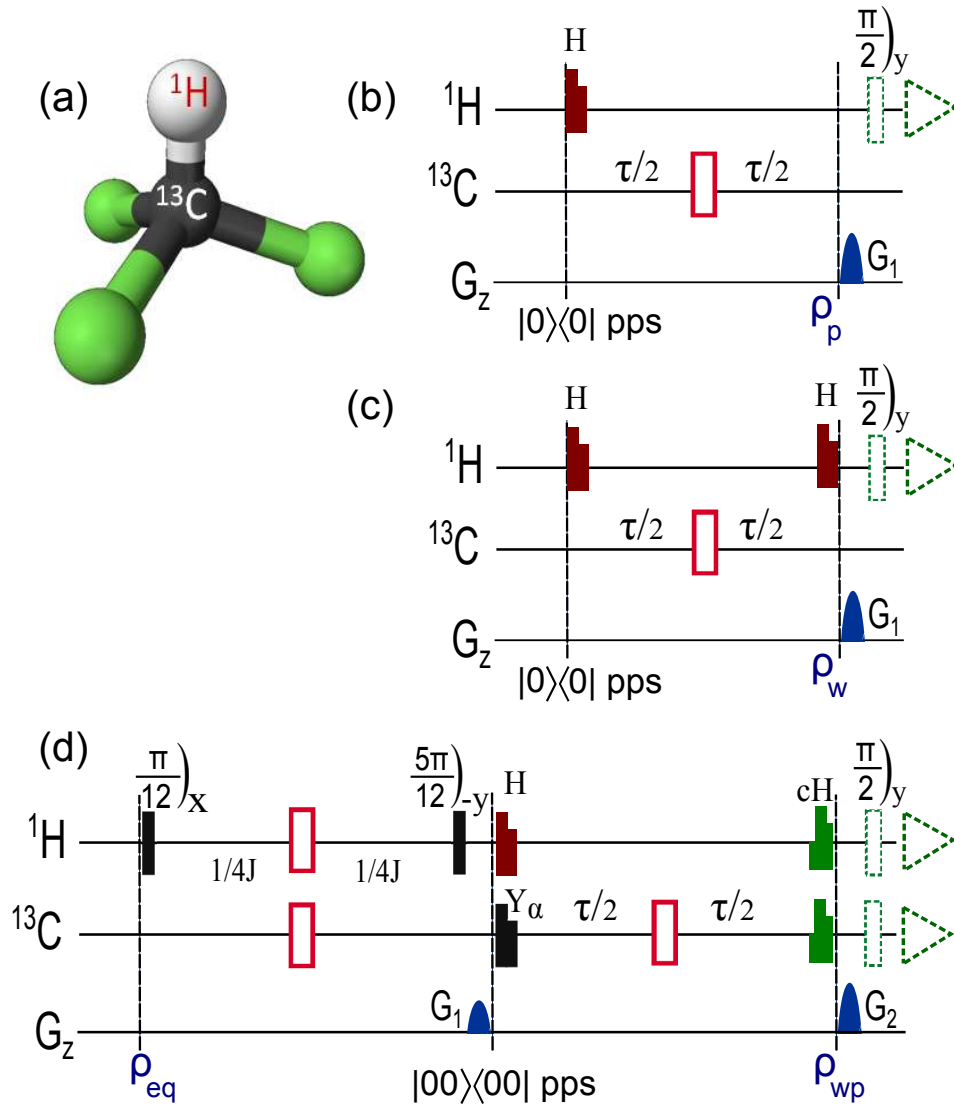 (a)
¹H
¹³C
(b)
H
π/2)y
¹H
¹³C
τ/2 τ/2
Gz
G₁
|0⟩⟨0| pps
ρp
(c)
H H
π/2)y
¹H
¹³C
τ/2 τ/2
Gz
G₁
|0⟩⟨0| pps
ρw
(d)
π/12)x
5π/12)-y
H
cH
π/2)y
¹H
1/4J 1/4J
¹³C
Yα
τ/2 τ/2
Gz
G₁
G₂
ρeq
|00⟩⟨00| pps
ρwp